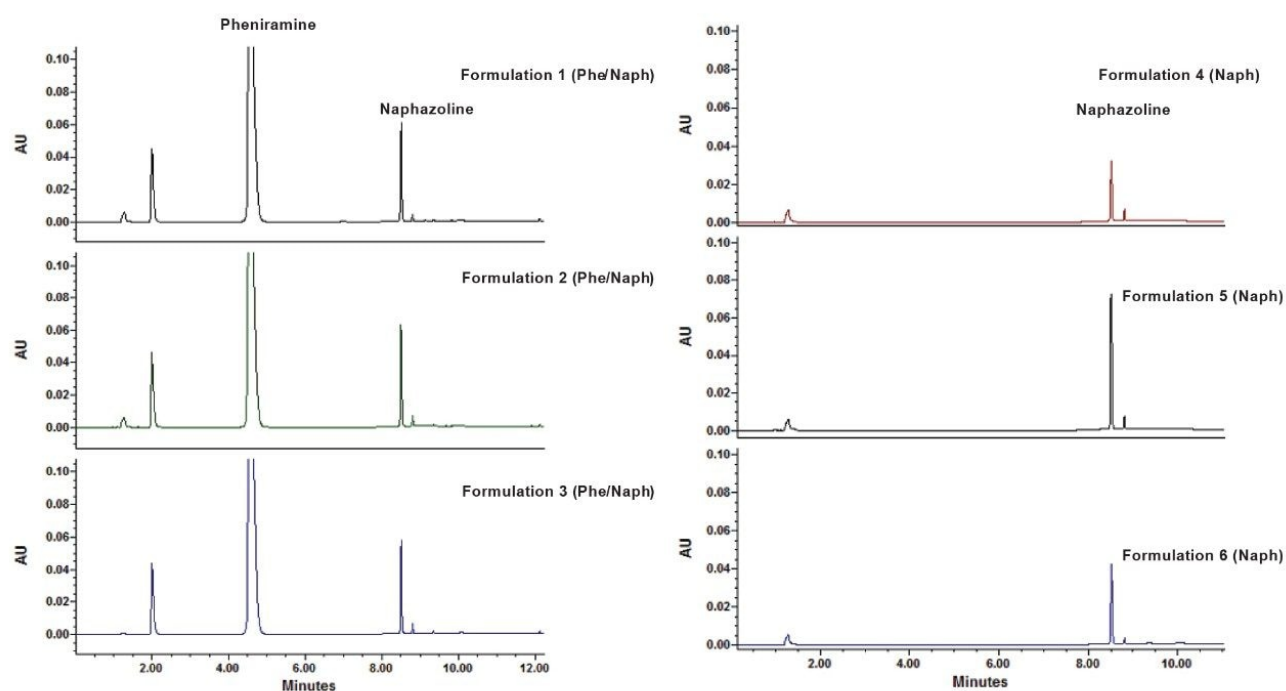 Pheniramine
Formulation 1 (Phe/Naph)
Naphazoline
AU
0.10
0.08
0.06
0.04
0.02
0.00
Formulation 2 (Phe/Naph)
AU
0.10
0.08
0.06
0.04
0.02
0.00
Formulation 3 (Phe/Naph)
AU
0.10
0.08
0.06
0.04
0.02
0.00
2.00 4.00 6.00 8.00 10.00 12.00
Minutes
Formulation 4 (Naph)
Naphazoline
AU
0.10
0.08
0.06
0.04
0.02
0.00
Formulation 5 (Naph)
AU
0.10
0.08
0.06
0.04
0.02
0.00
Formulation 6 (Naph)
AU
0.10
0.08
0.06
0.04
0.02
0.00
2.00 4.00 6.00 8.00 10.00
Minutes